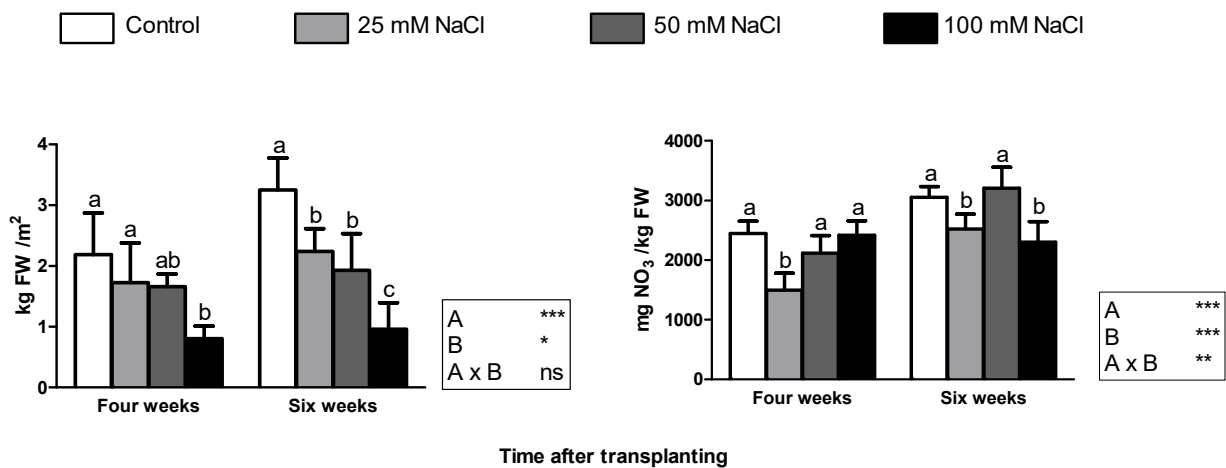 Control 25 mM NaCl 50 mM NaCl 100 mM NaCl
kg FW /m²
4
3
2
1
0
a
a
ab
b
a
b
b
c
Four weeks Six weeks
A ***
B *
A x B ns
mg NO₃ /kg FW
4000
3000
2000
1000
0
a
b
a
a
a
b
a
b
Four weeks Six weeks
A ***
B ***
A x B **
Time after transplanting